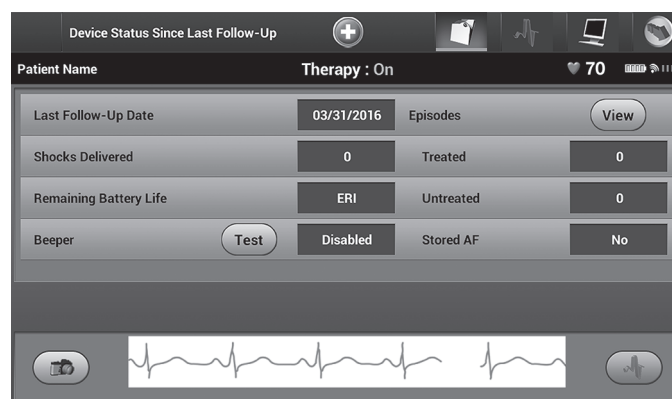 Device Status Since Last Follow-Up
Patient Name Therapy : On 70
Last Follow-Up Date 03/31/2016 Episodes View
Shocks Delivered 0 Treated 0
Remaining Battery Life ERI Untreated 0
Beeper Test Disabled Stored AF No